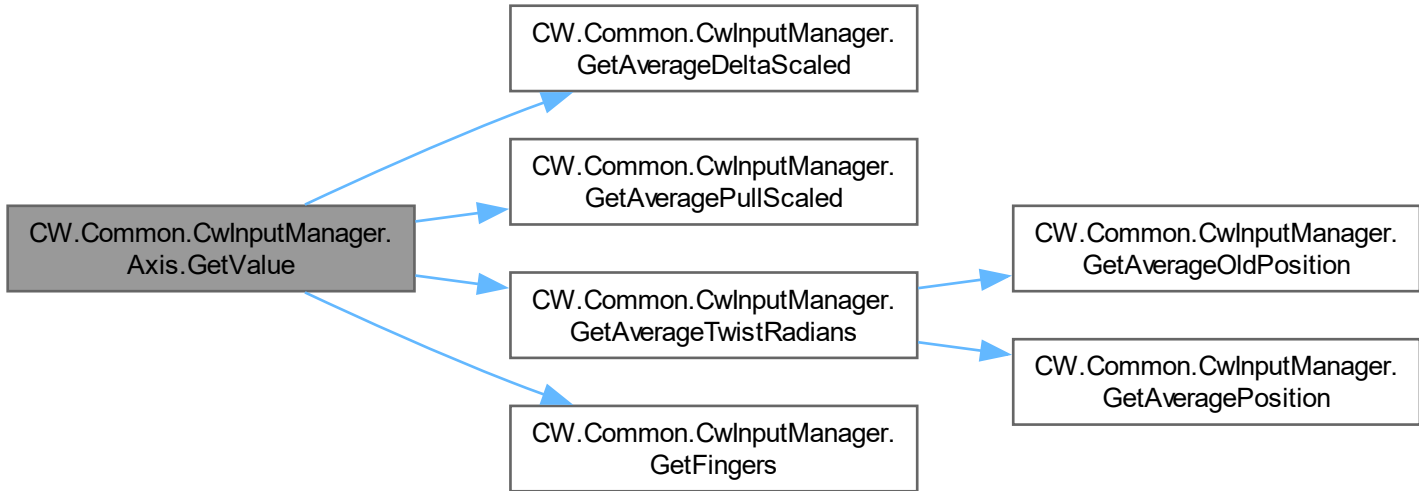 CW.Common.CwInputManager.
GetAverageDeltaScaled
CW.Common.CwInputManager.
GetAveragePullScaled
CW.Common.CwInputManager.
Axis.GetValue
CW.Common.CwInputManager.
GetAverageTwistRadians
CW.Common.CwInputManager.
GetAverageOldPosition
CW.Common.CwInputManager.
GetAveragePosition
CW.Common.CwInputManager.
GetFingers